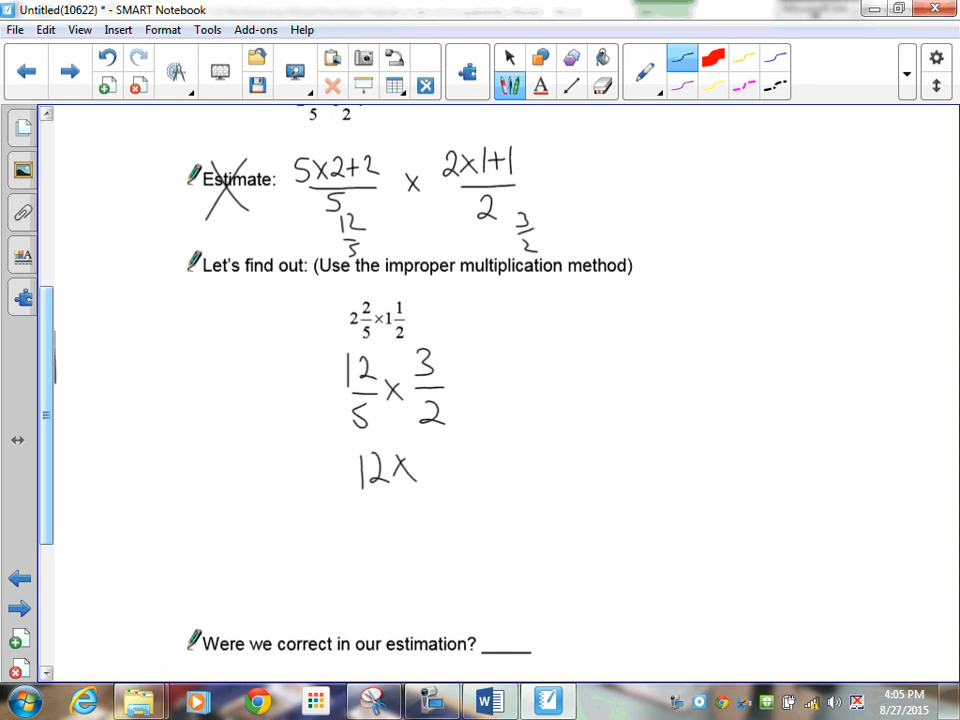 Untitled(10622) * - SMART Notebook
File Edit View Insert Format Tools Add-ons Help
5 2
Estimate: 5x2+2/5 x 2x1+1/2
12/5 3/2
Let's find out: (Use the improper multiplication method)
2 2/5 × 1 1/2
12/5 x 3/2
12x
Were we correct in our estimation? _____
4:05 PM
8/27/2015